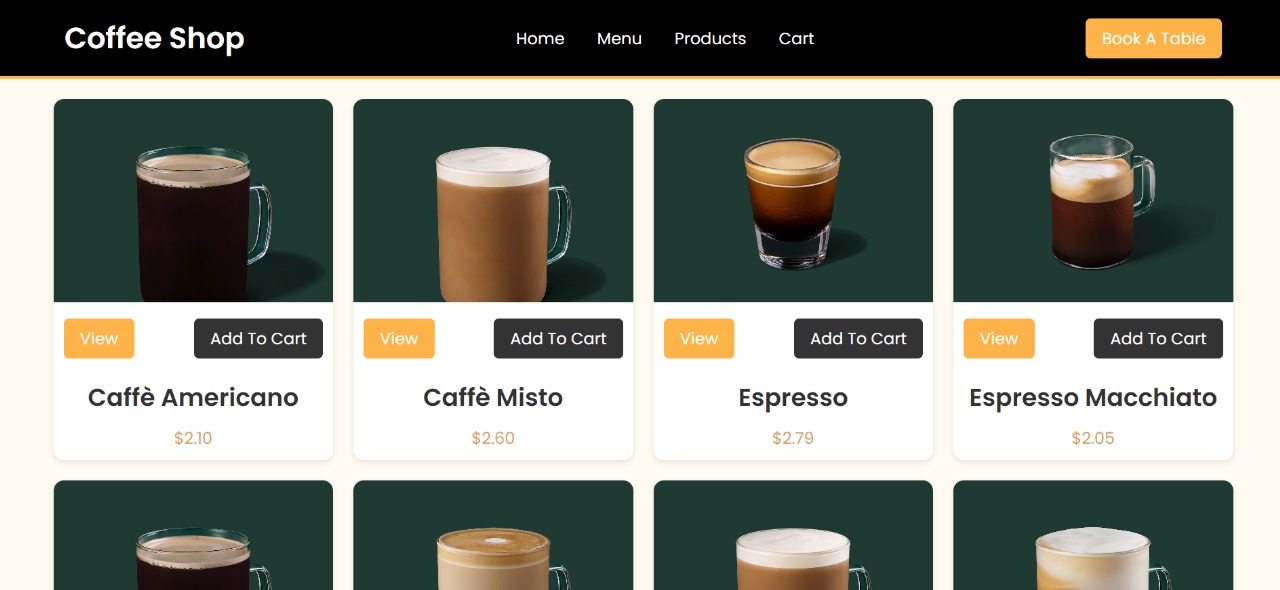 Coffee Shop
Home Menu Products Cart
Book A Table
View Add To Cart
Caffè Americano
$2.10
View Add To Cart
Caffè Misto
$2.60
View Add To Cart
Espresso
$2.79
View Add To Cart
Espresso Macchiato
$2.05